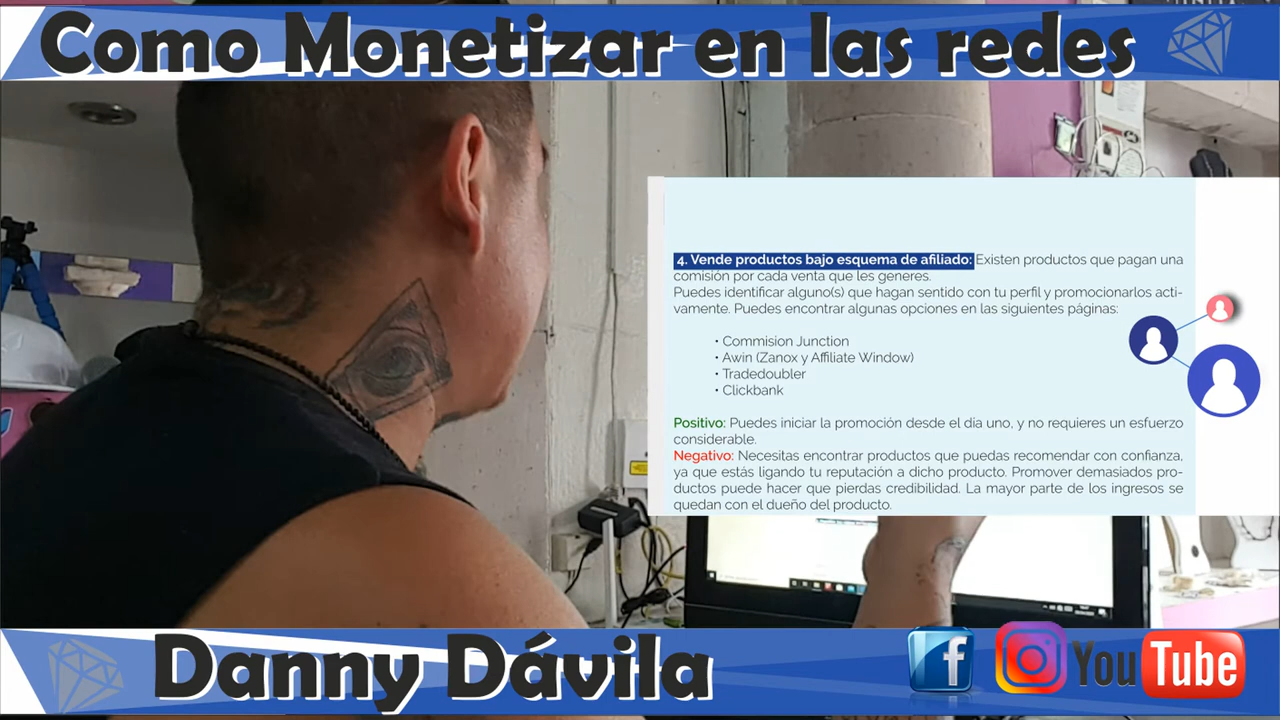 Como Monetizar en las redes
4. Vende productos bajo esquema de afiliado: Existen productos que pagan una
comisión por cada venta que les generes.
Puedes identificar alguno(s) que hagan sentido con tu perfil y promocionarlos acti-
vamente. Puedes encontrar algunas opciones en las siguientes páginas:
• Commision Junction
• Awin (Zanox y Affiliate Window)
• Tradedoubler
• Clickbank
Positivo: Puedes iniciar la promoción desde el día uno, y no requieres un esfuerzo
considerable.
Negativo: Necesitas encontrar productos que puedas recomendar con confianza,
ya que estás ligando tu reputación a dicho producto. Promover demasiados pro-
ductos puede hacer que pierdas credibilidad. La mayor parte de los ingresos se
quedan con el dueño del producto.
Danny Dávila
f
YouTube